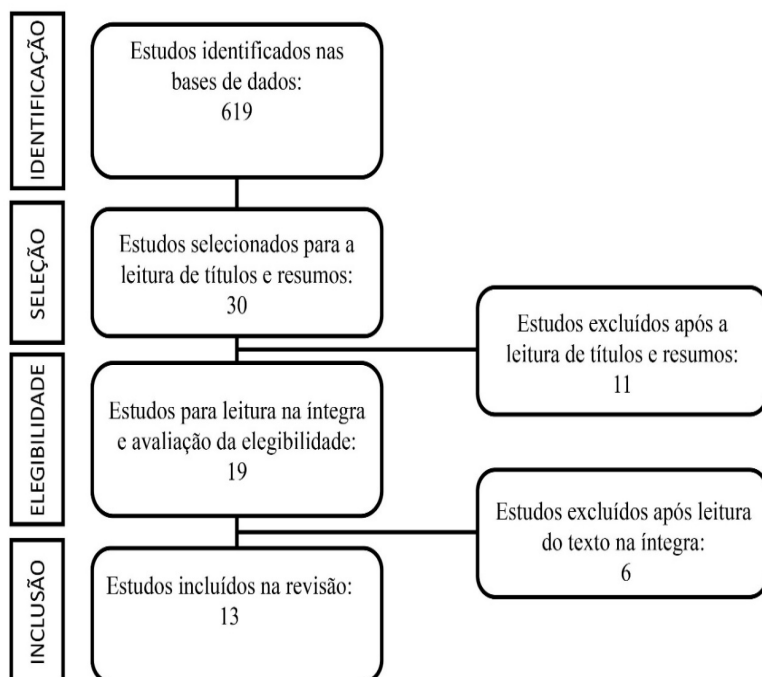 IDENTIFICAÇÃO
Estudos identificados nas
bases de dados:
619
SELEÇÃO
Estudos selecionados para a
leitura de títulos e resumos:
30
Estudos excluídos após a
leitura de títulos e resumos:
11
ELEGIBILIDADE
Estudos para leitura na íntegra
e avaliação da elegibilidade:
19
Estudos excluídos após leitura
do texto na íntegra:
6
INCLUSÃO
Estudos incluídos na revisão:
13